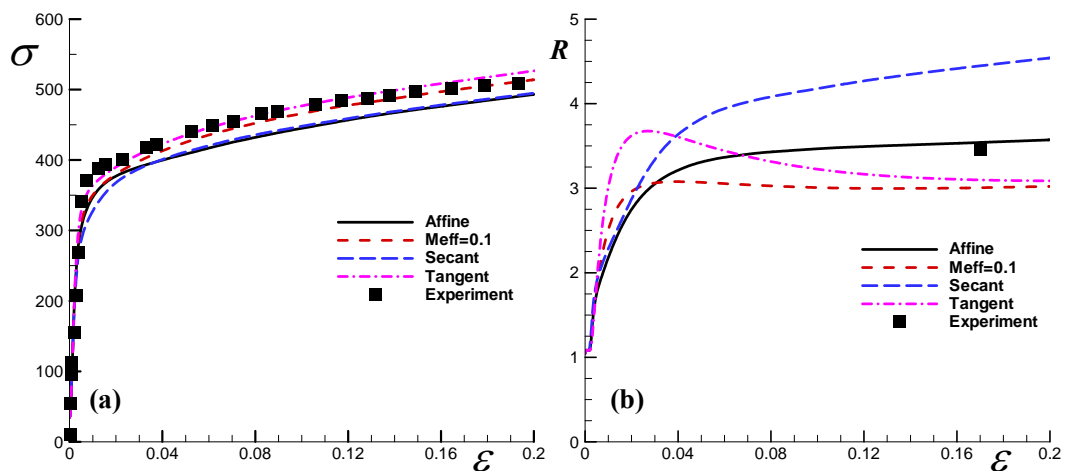 σ
600
500
400
300
200
100
0
Affine
Meff=0.1
Secant
Tangent
Experiment
(a)
0 0.04 0.08 0.12 0.16 0.2
ε
R
5
4
3
2
1
0
Affine
Meff=0.1
Secant
Tangent
Experiment
(b)
0 0.04 0.08 0.12 0.16 0.2
ε